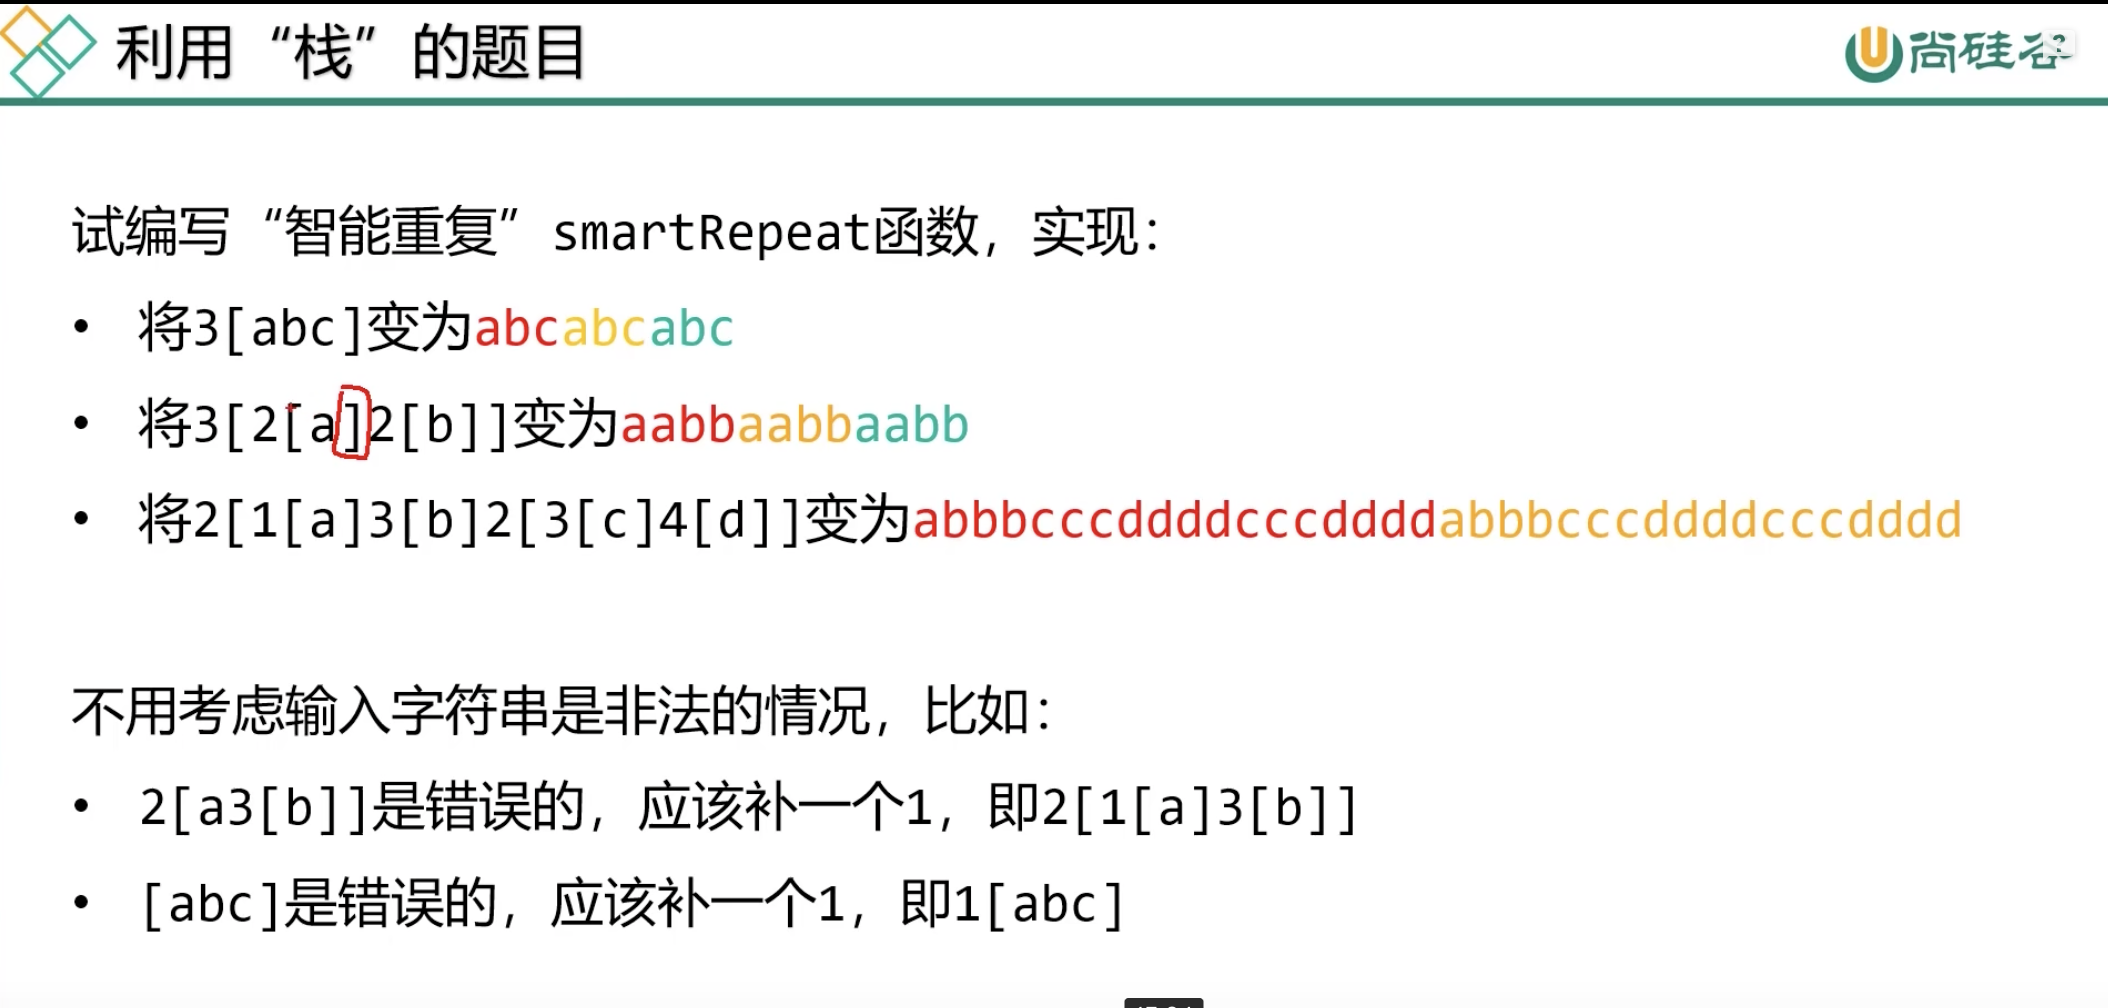 利用“栈”的题目
尚硅谷
试编写“智能重复”smartRepeat函数，实现：
• 将3[abc]变为abcabcabc
• 将3[2[a]2[b]]变为aabbaabbaabb
• 将2[1[a]3[b]2[3[c]4[d]]变为abbbcccddddcccddddabbbcccddddcccdddd
不用考虑输入字符串是非法的情况，比如：
• 2[a3[b]]是错误的，应该补一个1，即2[1[a]3[b]]
• [abc]是错误的，应该补一个1，即1[abc]